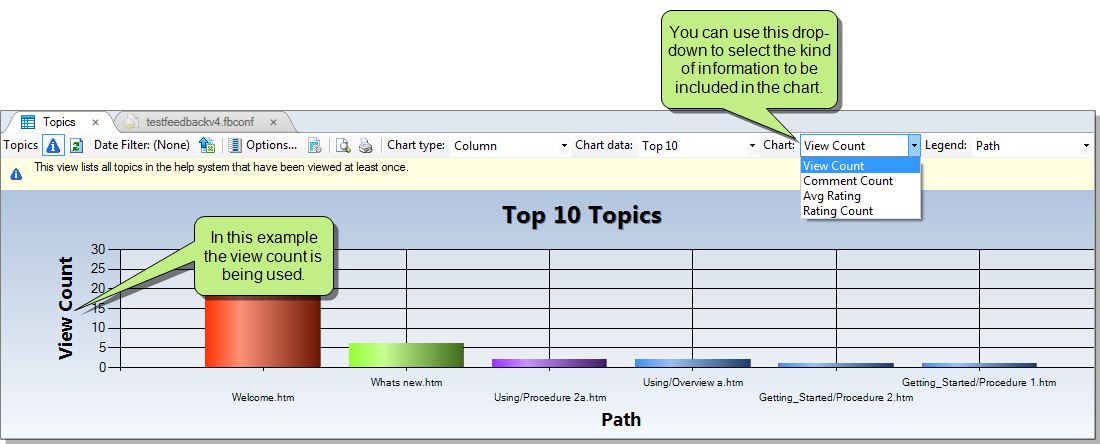 You can use this drop-
down to select the kind
of information to be
included in the chart.
Topics
testfeedbackv4.fbconf
Topics Date Filter: (None) Options... Chart type: Column Chart data: Top 10 Chart: View Count Legend: Path
This view lists all topics in the help system that have been viewed at least once.
View Count
Comment Count
Avg Rating
Rating Count
Top 10 Topics
In this example
the view count is
being used.
View Count
30
25
20
15
10
5
0
Whats new.htm Using/Overview a.htm Getting_Started/Procedure 1.htm
Welcome.htm Using/Procedure 2a.htm Getting_Started/Procedure 2.htm
Path